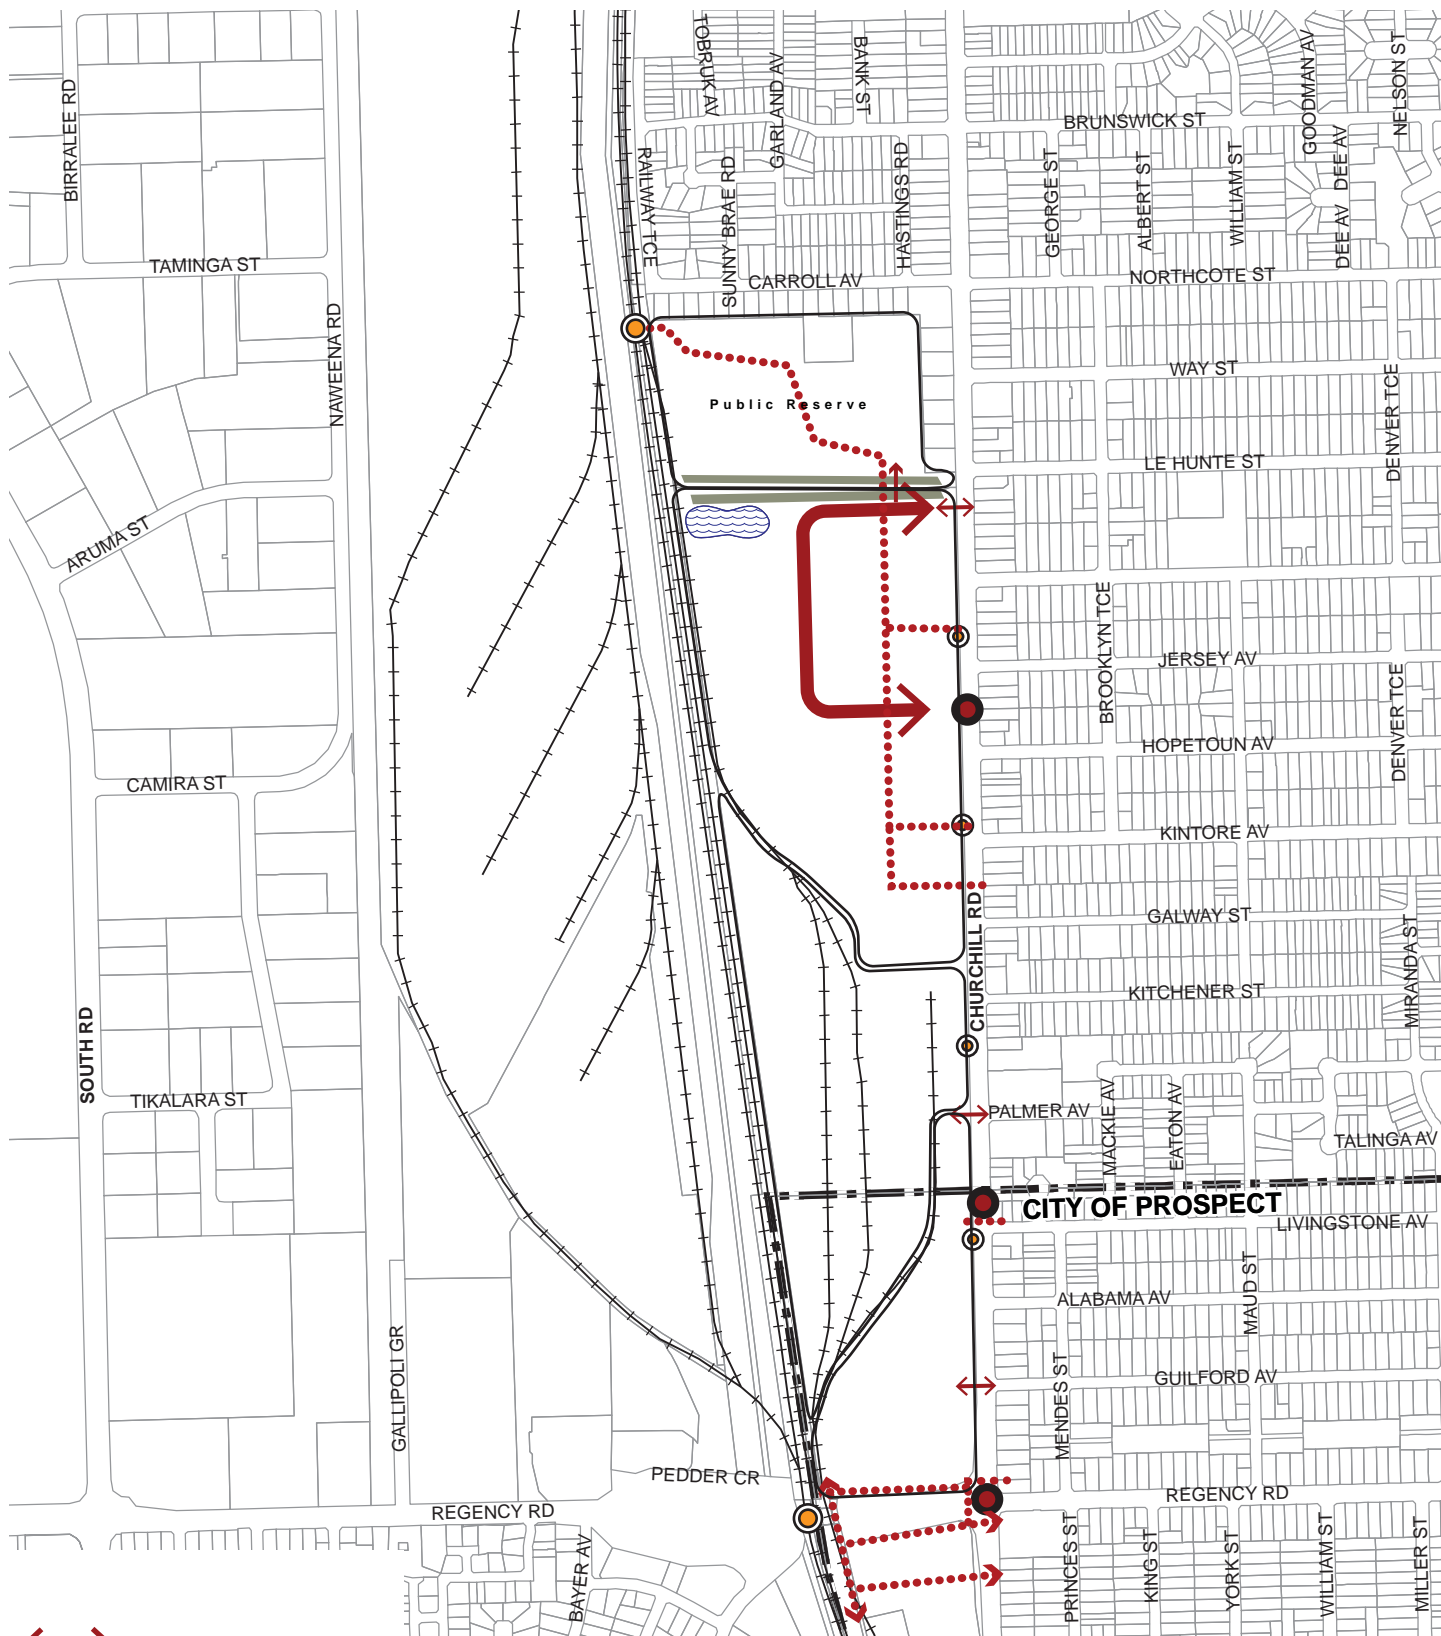 TOBRUK AV
GARLAND AV
BANK ST
GOODMAN AV
NELSON ST
BIRRALEE RD
BRUNSWICK ST
RAILWAY TCE
SUNNY BRAE RD
HASTINGS RD
GEORGE ST
ALBERT ST
WILLIAM ST
DEE AV
DEE AV
TAMINGA ST
CARROLL AV
NORTHCOTE ST
NAWEENA RD
WAY ST
DENVER TCE
Public Reserve
LE HUNTE ST
ARUMA ST
BROOKLYN TCE
JERSEY AV
DENVER TCE
HOPETOUN AV
CAMIRA ST
KINTORE AV
CHURCHILL RD
GALWAY ST
MIRANDA ST
KITCHENER ST
SOUTH RD
TIKALARA ST
PALMER AV
MACKIE AV
EATON AV
TALINGA AV
CITY OF PROSPECT
LIVINGSTONE AV
MAUD ST
ALABAMA AV
GALLIPOLI GR
MENDES ST
GUILFORD AV
PEDDER CR
REGENCY RD
REGENCY RD
BAYER AV
PRINCES ST
KING ST
YORK ST
WILLIAM ST
MILLER ST